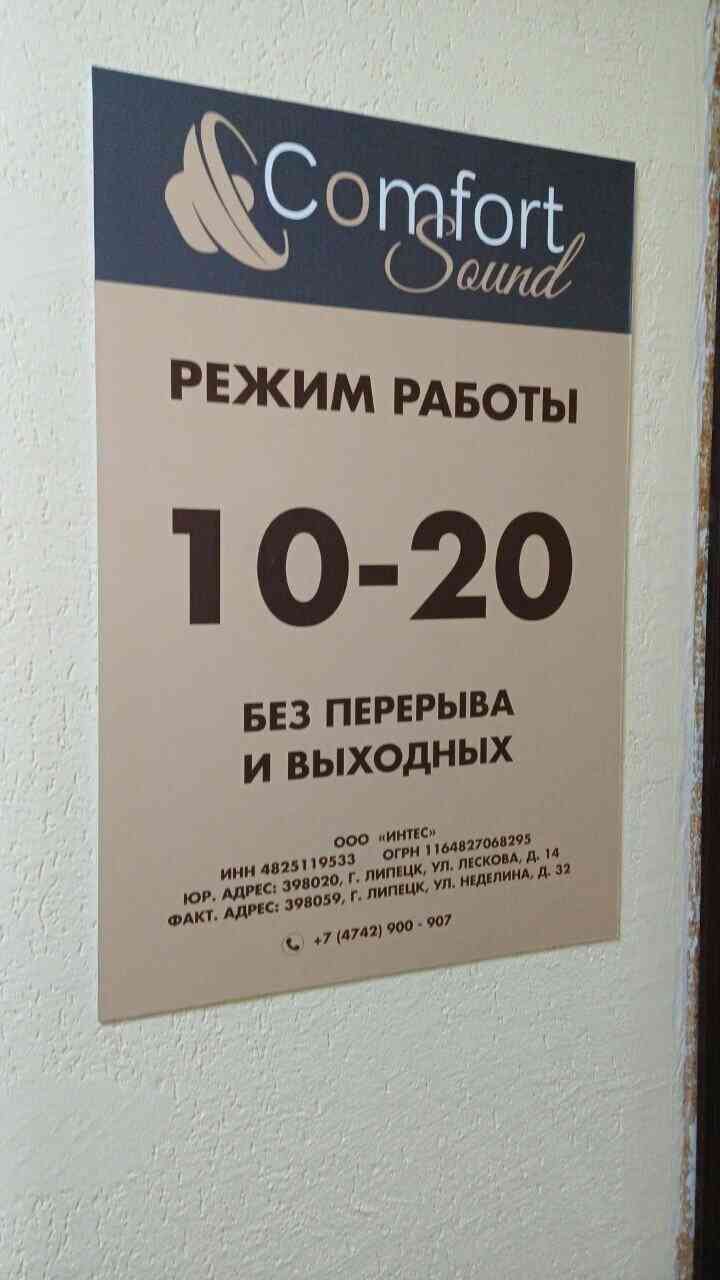 Comfort
Sound
РЕЖИМ РАБОТЫ
10-20
БЕЗ ПЕРЕРЫВА
И ВЫХОДНЫХ
ООО «ИНТЕС»
ИНН 4825119533 ОГРН 1164827068295
ЮР. АДРЕС: 398020, Г. ЛИПЕЦК, УЛ. ЛЕСКОВА, Д. 14
ФАКТ. АДРЕС: 398059, Г. ЛИПЕЦК, УЛ. НЕДЕЛИНА, Д. 32
+7 (4742) 900 - 907